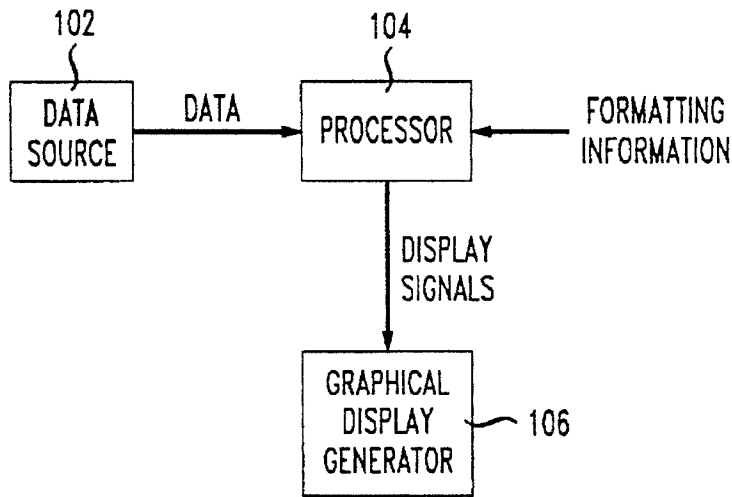 102
104
DATA
SOURCE
DATA
PROCESSOR
FORMATTING
INFORMATION
DISPLAY
SIGNALS
GRAPHICAL
DISPLAY
GENERATOR
106